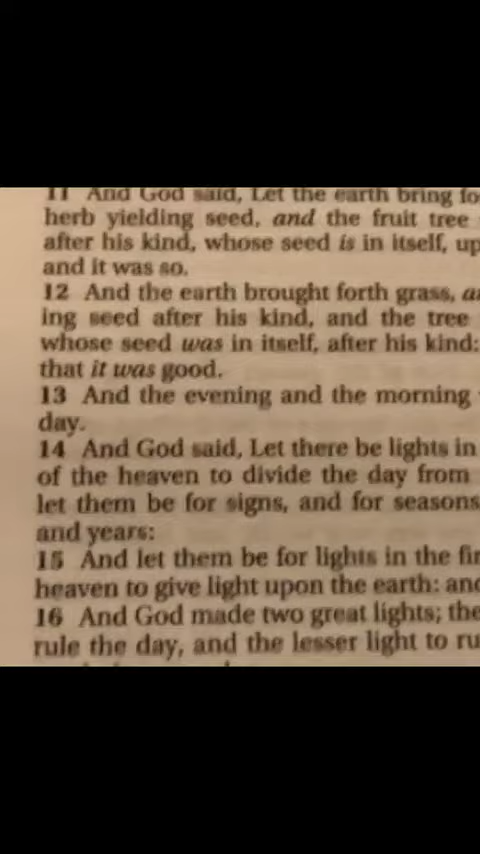 11 And God said, Let the earth bring fo
herb yielding seed, and the fruit tree
after his kind, whose seed is in itself, up
and it was so.
12 And the earth brought forth grass, a
ing seed after his kind, and the tree
whose seed was in itself, after his kind:
that it was good.
13 And the evening and the morning
day.
14 And God said, Let there be lights in
of the heaven to divide the day from
let them be for signs, and for seasons
and years:
15 And let them be for lights in the fir
heaven to give light upon the earth: and
16 And God made two great lights; the
rule the day, and the lesser light to ru